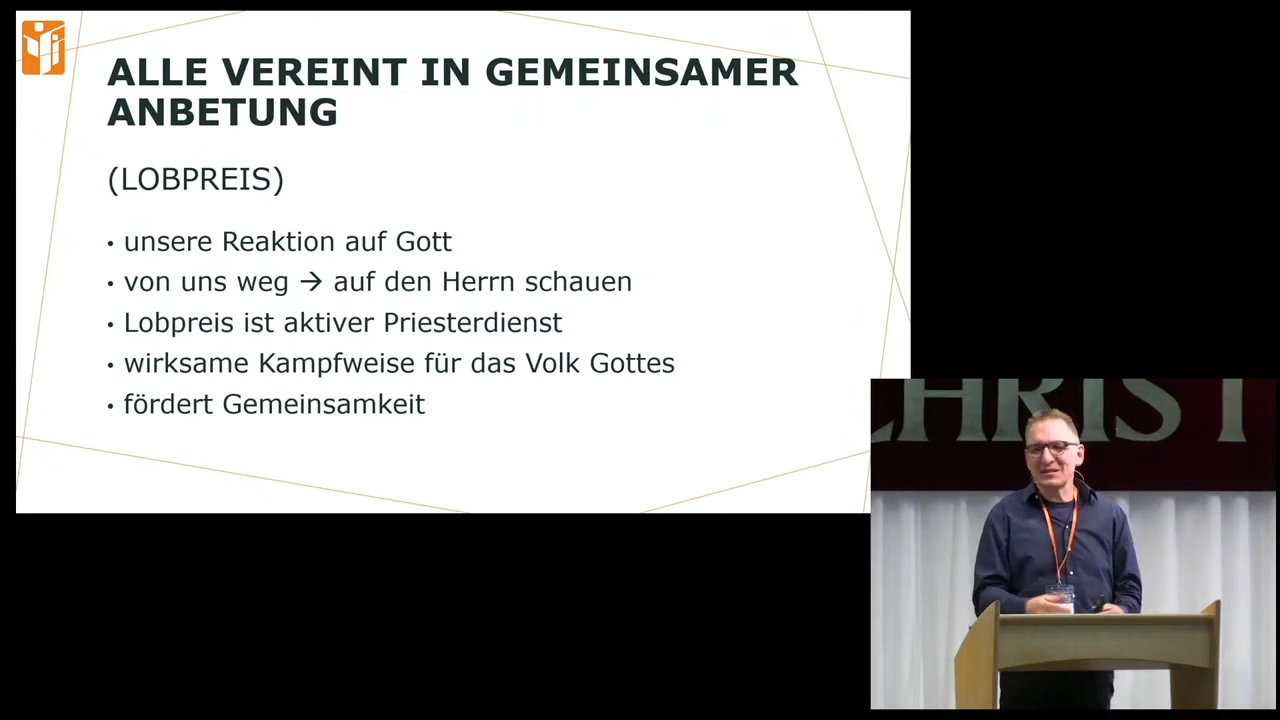 ALLE VEREINT IN GEMEINSAMER
ANBETUNG
(LOBPREIS)
• unsere Reaktion auf Gott
• von uns weg → auf den Herrn schauen
• Lobpreis ist aktiver Priesterdienst
• wirksame Kampfweise für das Volk Gottes
• fördert Gemeinsamkeit
CHRIST